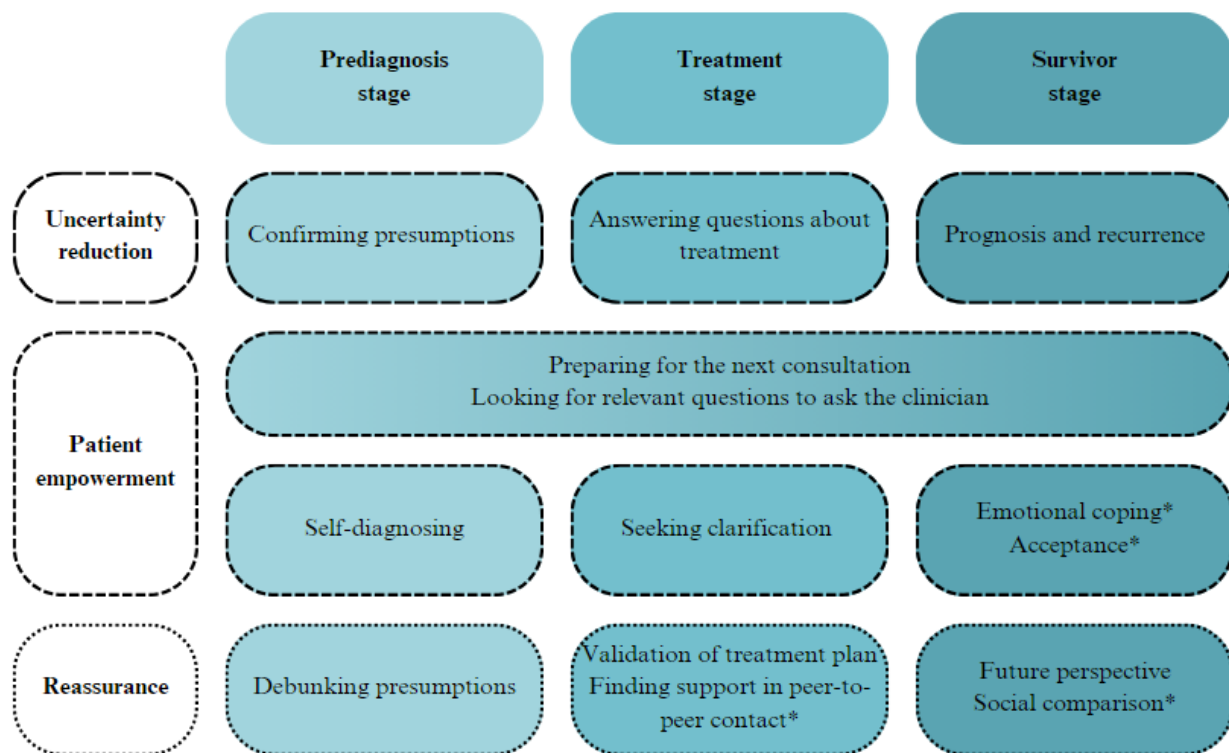 Prediagnosis
stage
Treatment
stage
Survivor
stage
Uncertainty
reduction
Confirming presumptions
Answering questions about
treatment
Prognosis and recurrence
Patient
empowerment
Preparing for the next consultation
Looking for relevant questions to ask the clinician
Self-diagnosing
Seeking clarification
Emotional coping*
Acceptance*
Reassurance
Debunking presumptions
Validation of treatment plan
Finding support in peer-to-
peer contact*
Future perspective
Social comparison*